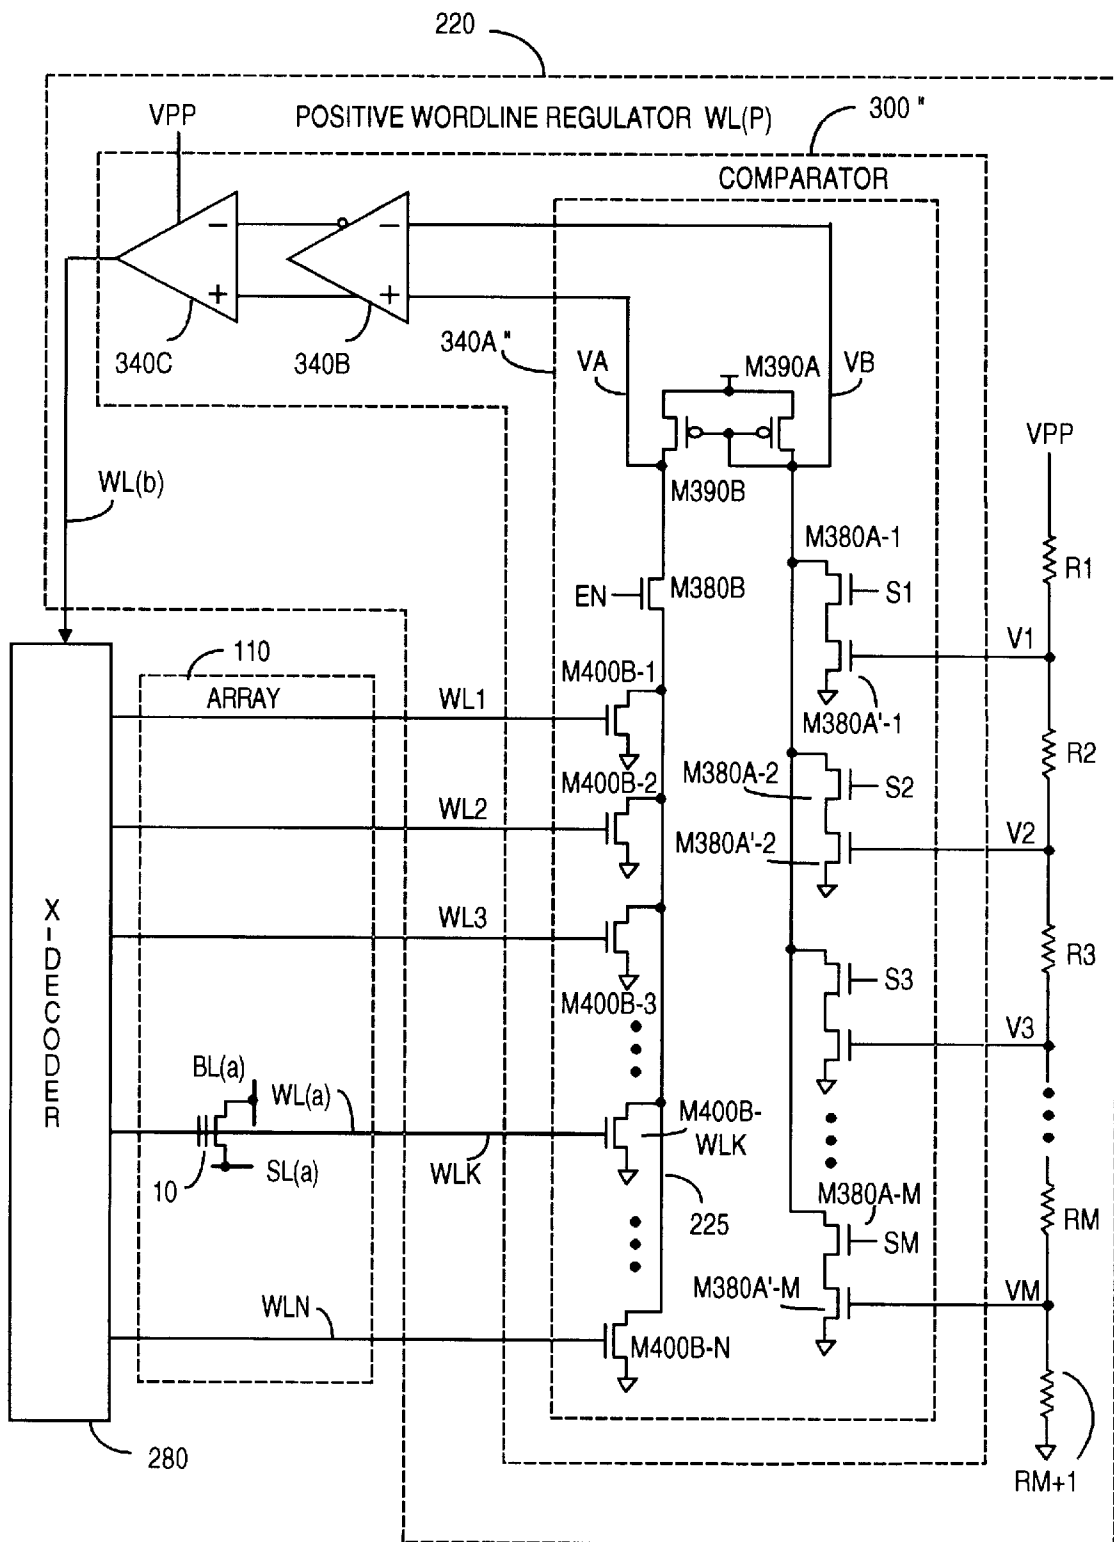 220
VPP
POSITIVE WORDLINE REGULATOR WL(P)
300"
COMPARATOR
−
+
−
+
340C
340B
340A"
VA
M390A
VB
VPP
WL(b)
M390B
M380A-1
R1
EN
M380B
S1
110
V1
ARRAY
WL1
M400B-1
M380A'-1
R2
M400B-2
M380A-2
S2
WL2
M380A'-2
V2
X-DECODER
WL3
R3
S3
M400B-3
V3
BL(a)
WL(a)
M400B-
WLK
WLK
10
SL(a)
M380A-M
225
RM
SM
M380A'-M
VM
WLN
M400B-N
280
RM+1